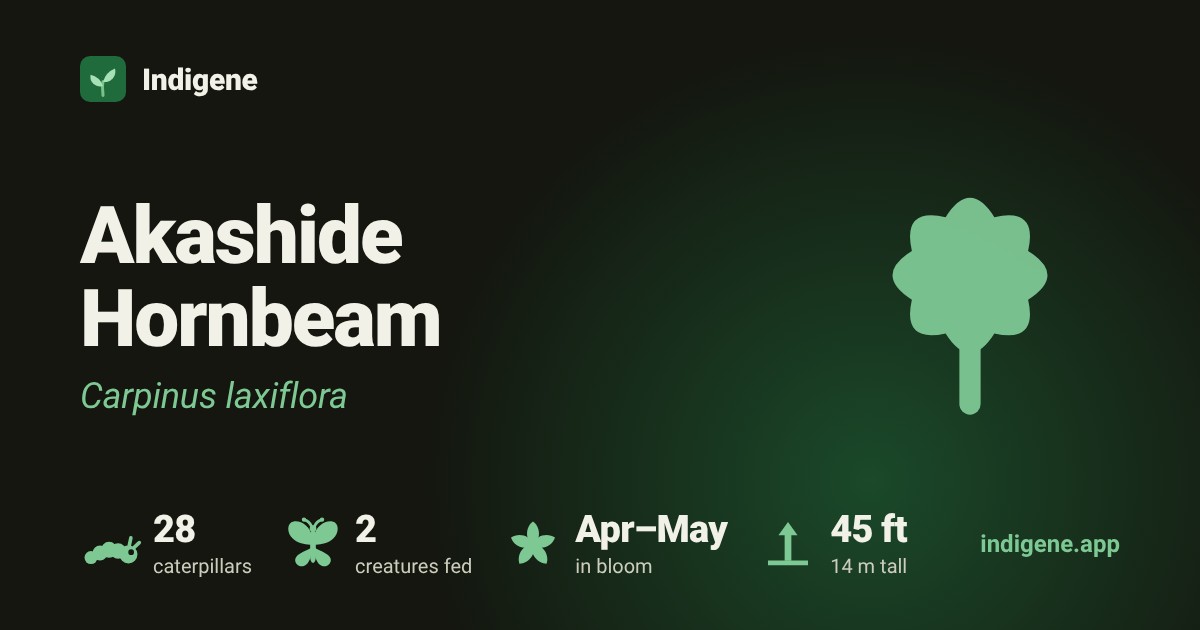 Indigene
Akashide
Hornbeam
Carpinus laxiflora
28
caterpillars
2
creatures fed
Apr–May
in bloom
45 ft
14 m tall
indigene.app